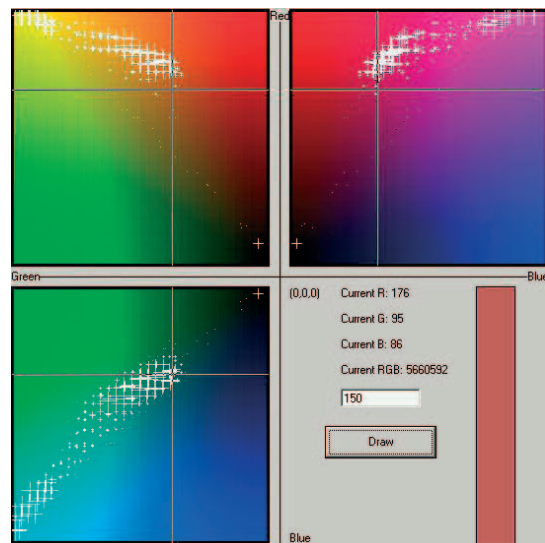 Red
Green
Blue
(0,0,0)
Current R: 176
Current G: 95
Current B: 86
Current RGB: 5660592
150
Draw
Blue